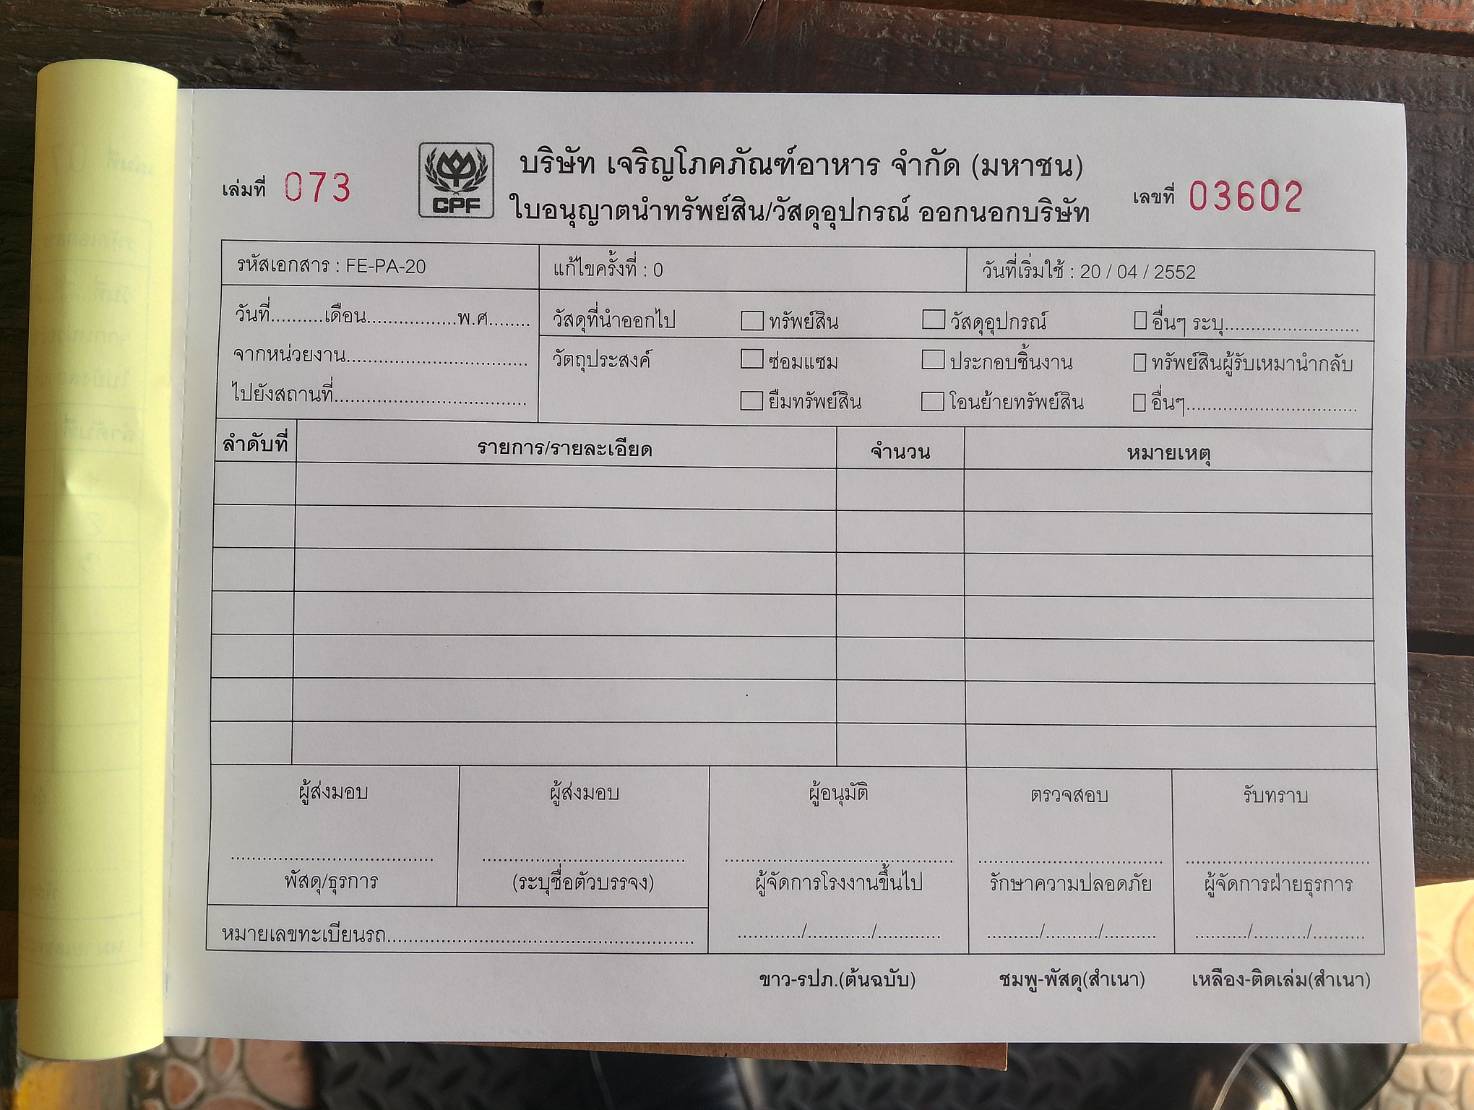 เล่มที่ 073
CPF
บริษัท เจริญโภคภัณฑ์อาหาร จำกัด (มหาชน)
ใบอนุญาตนำทรัพย์สิน/วัสดุอุปกรณ์ ออกนอกบริษัท
เลขที่ 03602
รหัสเอกสาร : FE-PA-20 แก้ไขครั้งที่ : 0 วันที่เริ่มใช้ : 20 / 04 / 2552
วันที่..........เดือน.................พ.ศ........
จากหน่วยงาน..................................
ไปยังสถานที่....................................
วัสดุที่นำออกไป ทรัพย์สิน วัสดุอุปกรณ์ อื่นๆ ระบุ..........................
วัตถุประสงค์ ซ่อมแซม ประกอบชิ้นงาน ทรัพย์สินผู้รับเหมานำกลับ
ยืมทรัพย์สิน โอนย้ายทรัพย์สิน อื่นๆ.................................
ลำดับที่ รายการ/รายละเอียด จำนวน หมายเหตุ
ผู้ส่งมอบ ผู้ส่งมอบ ผู้อนุมัติ ตรวจสอบ รับทราบ
พัสดุ/ธุรการ (ระบุชื่อตัวบรรจง) ผู้จัดการโรงงานขึ้นไป รักษาความปลอดภัย ผู้จัดการฝ่ายธุรการ
หมายเลขทะเบียนรถ.......................................................... ............/............./............ ........../........../.......... ........../........../..........
ขาว-รปภ.(ต้นฉบับ) ชมพู-พัสดุ(สำเนา) เหลือง-ติดเล่ม(สำเนา)